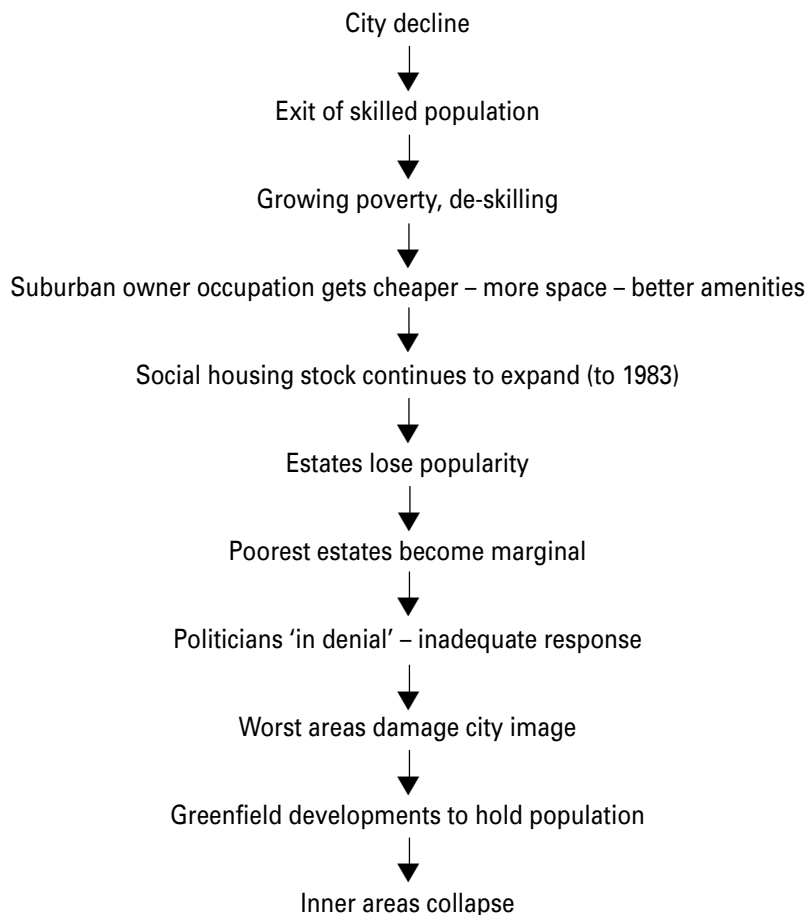 City decline
Exit of skilled population
Growing poverty, de-skilling
Suburban owner occupation gets cheaper – more space – better amenities
Social housing stock continues to expand (to 1983)
Estates lose popularity
Poorest estates become marginal
Politicians ‘in denial’ – inadequate response
Worst areas damage city image
Greenfield developments to hold population
Inner areas collapse